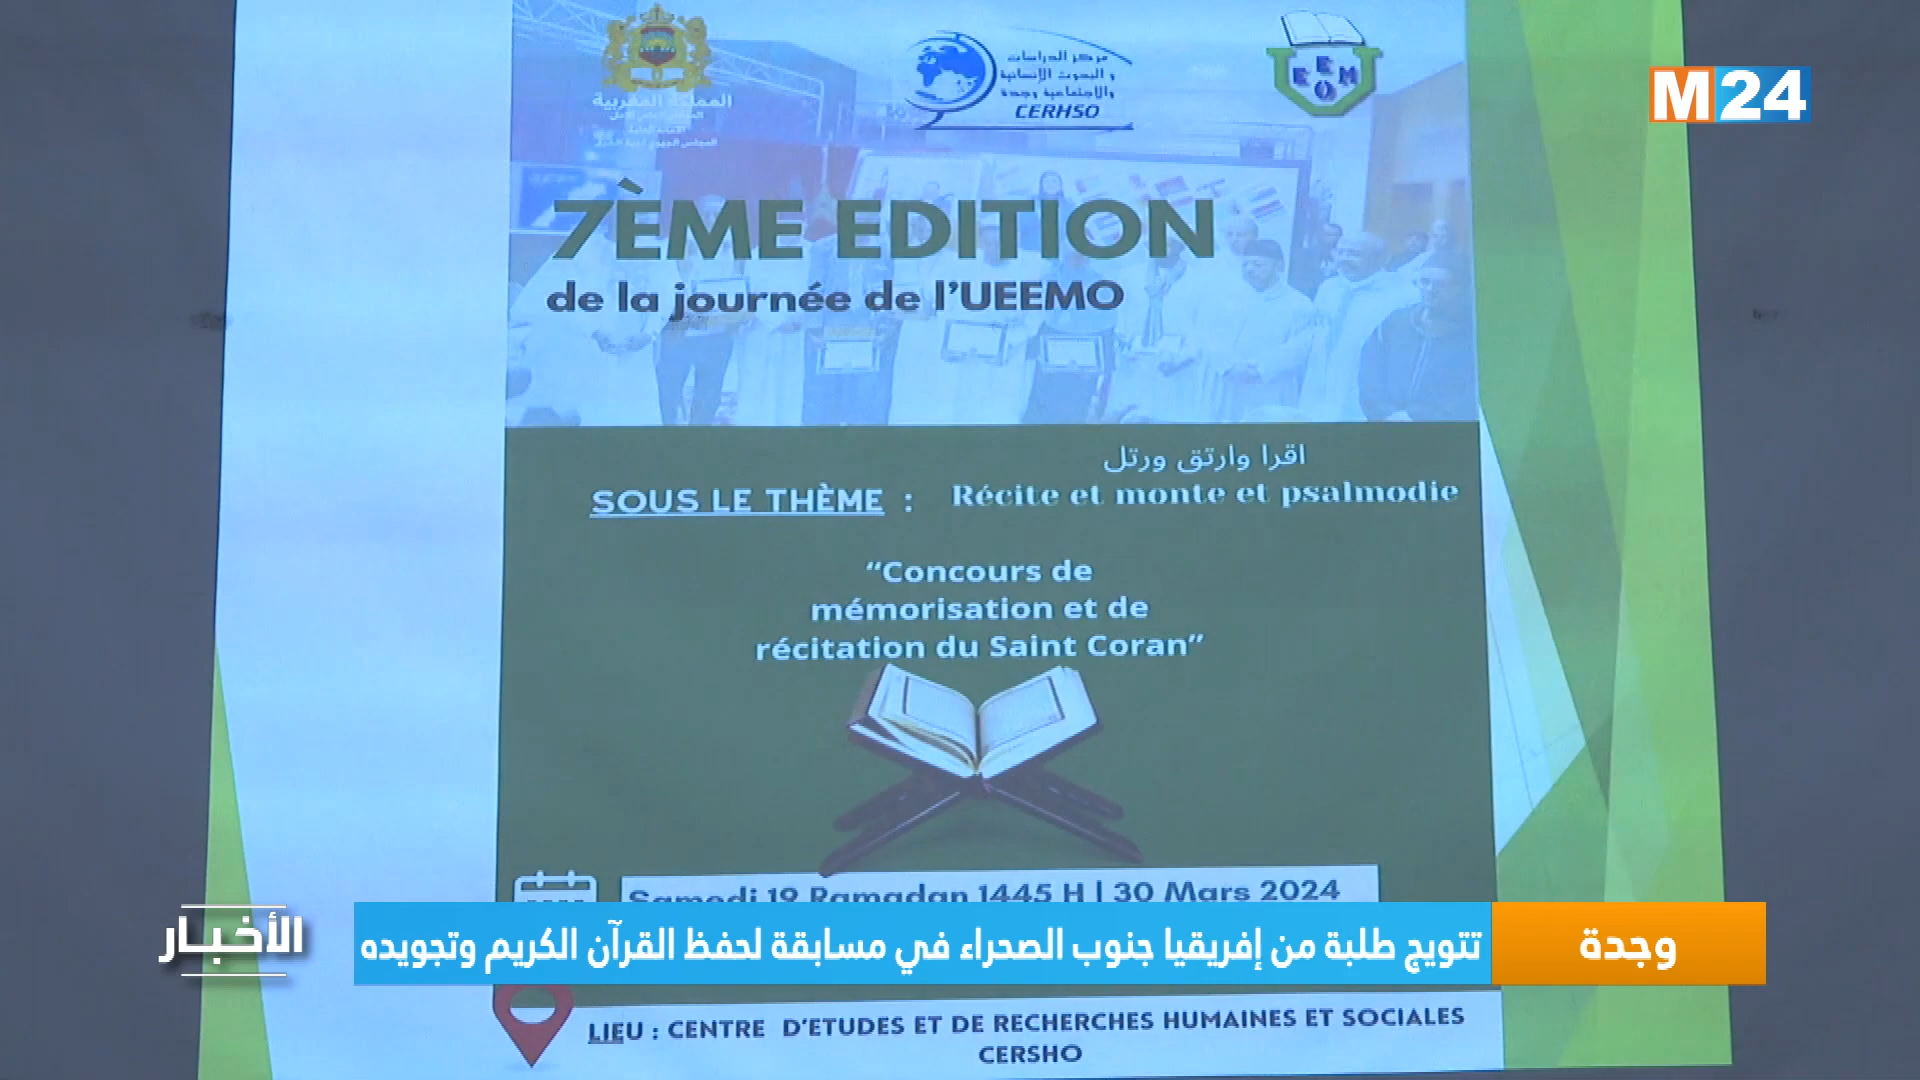 المملكة المغربية
مركز الدراسات
و البحوث الإنسانية
والاجتماعية وجدة
CERHSO
UEEMO
M24
7ÈME EDITION
de la journée de l’UEEMO
اقرا وارتق ورتل
SOUS LE THÈME : Récite et monte et psalmodie
“Concours de
mémorisation et de
récitation du Saint Coran”
Samedi 19 Ramadan 1445 H | 30 Mars 2024
وجدة
تتويج طلبة من إفريقيا جنوب الصحراء في مسابقة لحفظ القرآن الكريم وتجويده
الأخبار
LIEU : CENTRE D’ETUDES ET DE RECHERCHES HUMAINES ET SOCIALES
CERSHO